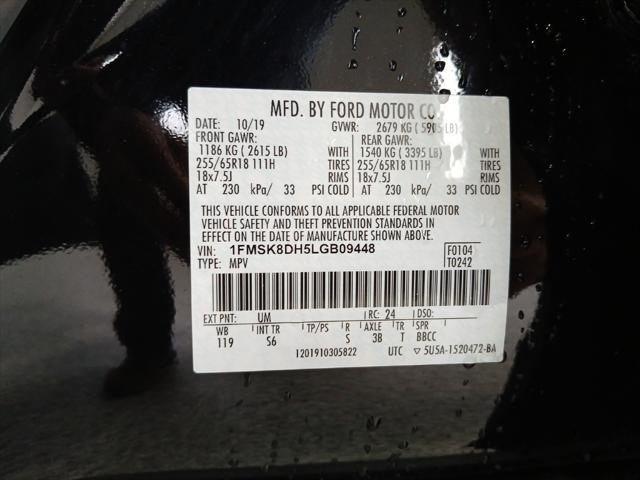 MFD. BY FORD MOTOR CO.
DATE: 10/19 GVWR: 2679 KG (5905 LB)
FRONT GAWR: REAR GAWR:
1186 KG (2615 LB) WITH 1540 KG (3395 LB) WITH
255/65R18 111H TIRES 255/65R18 111H TIRES
18x7.5J RIMS 18x7.5J RIMS
AT 230 kPa/ 33 PSI COLD AT 230 kPa/ 33 PSI COLD
THIS VEHICLE CONFORMS TO ALL APPLICABLE FEDERAL MOTOR
VEHICLE SAFETY AND THEFT PREVENTION STANDARDS IN
EFFECT ON THE DATE OF MANUFACTURE SHOWN ABOVE.
VIN: 1FMSK8DH5LGB09448 F0104
TYPE: MPV T0242
EXT PNT: UM RC: 24 DSO:
WB INT TR TP/PS R AXLE TR SPR
119 S6 S 3B T BBCC
1201910305822 UTC ▽ 5U5A-1520472-BA